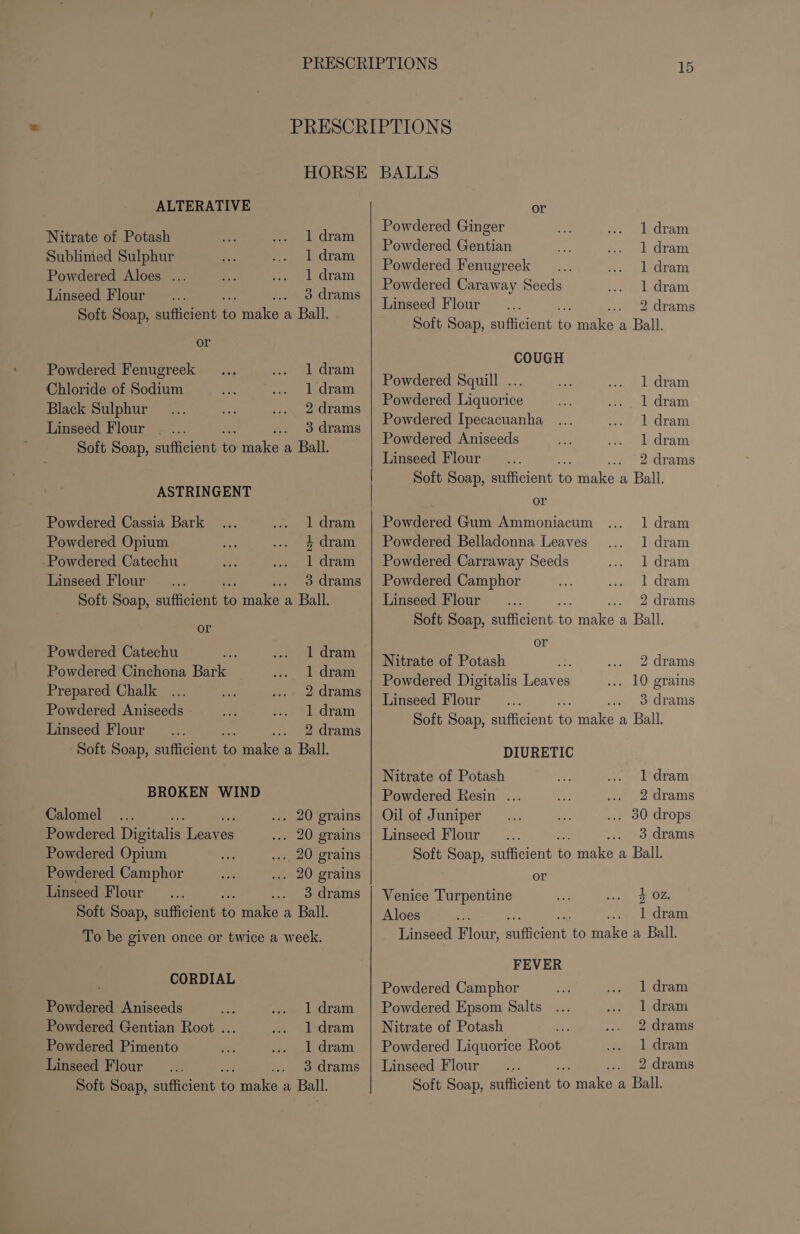 PRESCRIPTIONS 15
PRESCRIPTIONS
HORSE BALLS
ALTERATIVE
Nitrate of Potash ... ... 1 dram
Sublimed Sulphur ... ... 1 dram
Powdered Aloes ... ... ... 1 dram
Linseed Flour ... ... ... 3 drams
Soft Soap, sufficient to make a Ball.
or
Powdered Fenugreek ... ... 1 dram
Chloride of Sodium ... ... 1 dram
Black Sulphur ... ... ... 2 drams
Linseed Flour ... ... ... 3 drams
Soft Soap, sufficient to make a Ball.
ASTRINGENT
Powdered Cassia Bark ... ... 1 dram
Powdered Opium ... ... ½ dram
Powdered Catechu ... ... 1 dram
Linseed Flour ... ... ... 3 drams
Soft Soap, sufficient to make a Ball.
or
Powdered Catechu ... ... 1 dram
Powdered Cinchona Bark ... 1 dram
Prepared Chalk ... ... ... 2 drams
Powdered Aniseeds ... ... 1 dram
Linseed Flour ... ... ... 2 drams
Soft Soap, sufficient to make a Ball.
BROKEN WIND
Calomel ... ... ... 20 grains
Powdered Digitalis Leaves ... 20 grains
Powdered Opium ... ... 20 grains
Powdered Camphor ... ... 20 grains
Linseed Flour ... ... ... 3 drams
Soft Soap, sufficient to make a Ball.
To be given once or twice a week.
CORDIAL
Powdered Aniseeds ... ... 1 dram
Powdered Gentian Root ... ... 1 dram
Powdered Pimento ... ... 1 dram
Linseed Flour ... ... ... 3 drams
Soft Soap, sufficient to make a Ball.
or
Powdered Ginger ... ... 1 dram
Powdered Gentian ... ... 1 dram
Powdered Fenugreek ... ... 1 dram
Powdered Caraway Seeds ... 1 dram
Linseed Flour ... ... ... 2 drams
Soft Soap, sufficient to make a Ball.
COUGH
Powdered Squill ... ... ... 1 dram
Powdered Liquorice ... ... 1 dram
Powdered Ipecacuanha ... ... 1 dram
Powdered Aniseeds ... ... 1 dram
Linseed Flour ... ... ... 2 drams
Soft Soap, sufficient to make a Ball.
or
Powdered Gum Ammoniacum ... 1 dram
Powdered Belladonna Leaves ... 1 dram
Powdered Carraway Seeds ... 1 dram
Powdered Camphor ... ... 1 dram
Linseed Flour ... ... ... 2 drams
Soft Soap, sufficient to make a Ball.
or
Nitrate of Potash ... ... 2 drams
Powdered Digitalis Leaves ... 10 grains
Linseed Flour ... ... ... 3 drams
Soft Soap, sufficient to make a Ball.
DIURETIC
Nitrate of Potash ... ... 1 dram
Powdered Resin ... ... ... 2 drams
Oil of Juniper ... ... ... 30 drops
Linseed Flour ... ... ... 3 drams
Soft Soap, sufficient to make a Ball.
or
Venice Turpentine ... ... ½ oz.
Aloes ... ... ... ... 1 dram
Linseed Flour, sufficient to make a Ball.
FEVER
Powdered Camphor ... ... 1 dram
Powdered Epsom Salts ... ... 1 dram
Nitrate of Potash ... ... 2 drams
Powdered Liquorice Root ... 1 dram
Linseed Flour ... ... ... 2 drams
Soft Soap, sufficient to make a Ball.